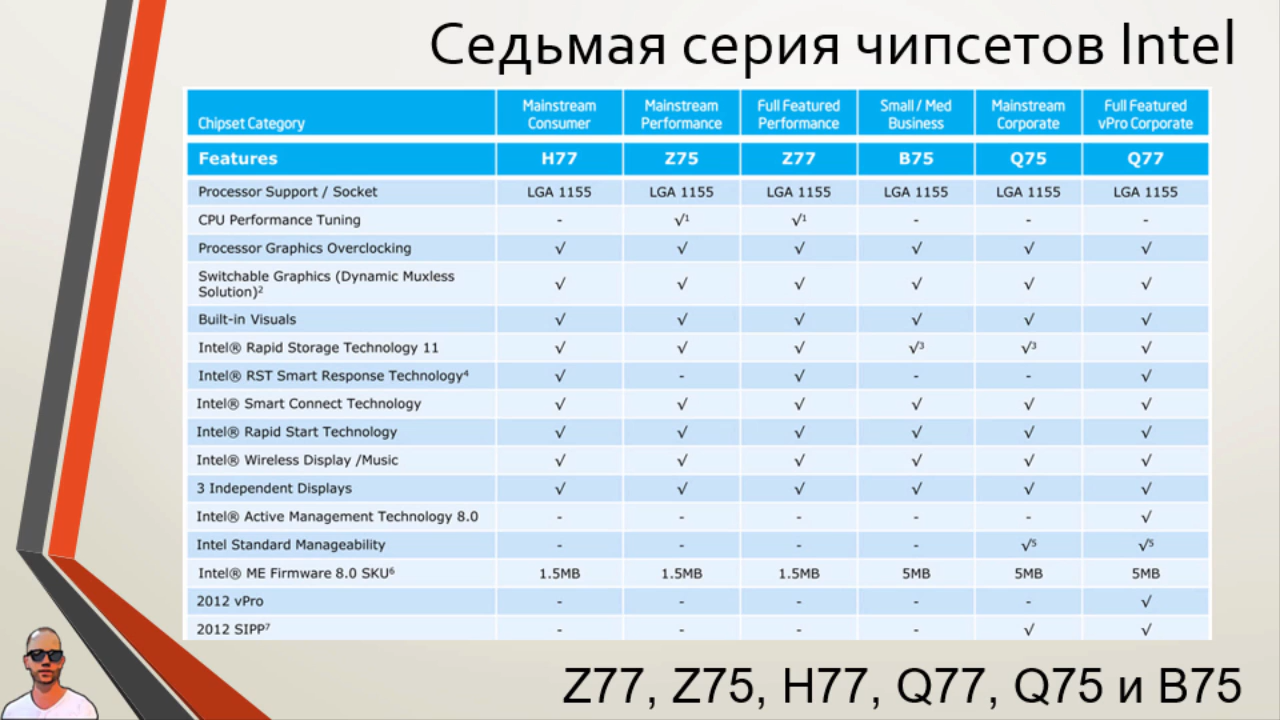 Седьмая серия чипсетов Intel
Chipset Category Mainstream Consumer Mainstream Performance Full Featured Performance Small / Med Business Mainstream Corporate Full Featured vPro Corporate
Features H77 Z75 Z77 B75 Q75 Q77
Processor Support / Socket LGA 1155 LGA 1155 LGA 1155 LGA 1155 LGA 1155 LGA 1155
CPU Performance Tuning - √¹ √¹ - - -
Processor Graphics Overclocking √ √ √ √ √ √
Switchable Graphics (Dynamic Muxless
Solution)² √ √ √ √ √ √
Built-in Visuals √ √ √ √ √ √
Intel® Rapid Storage Technology 11 √ √ √ √³ √³ √
Intel® RST Smart Response Technology⁴ √ - √ - - √
Intel® Smart Connect Technology √ √ √ √ √ √
Intel® Rapid Start Technology √ √ √ √ √ √
Intel® Wireless Display /Music √ √ √ √ √ √
3 Independent Displays √ √ √ √ √ √
Intel® Active Management Technology 8.0 - - - - - √
Intel Standard Manageability - - - - √⁵ √⁵
Intel® ME Firmware 8.0 SKU⁶ 1.5MB 1.5MB 1.5MB 5MB 5MB 5MB
2012 vPro - - - - - √
2012 SIPP⁷ - - - - √ √
Z77, Z75, H77, Q77, Q75 и B75